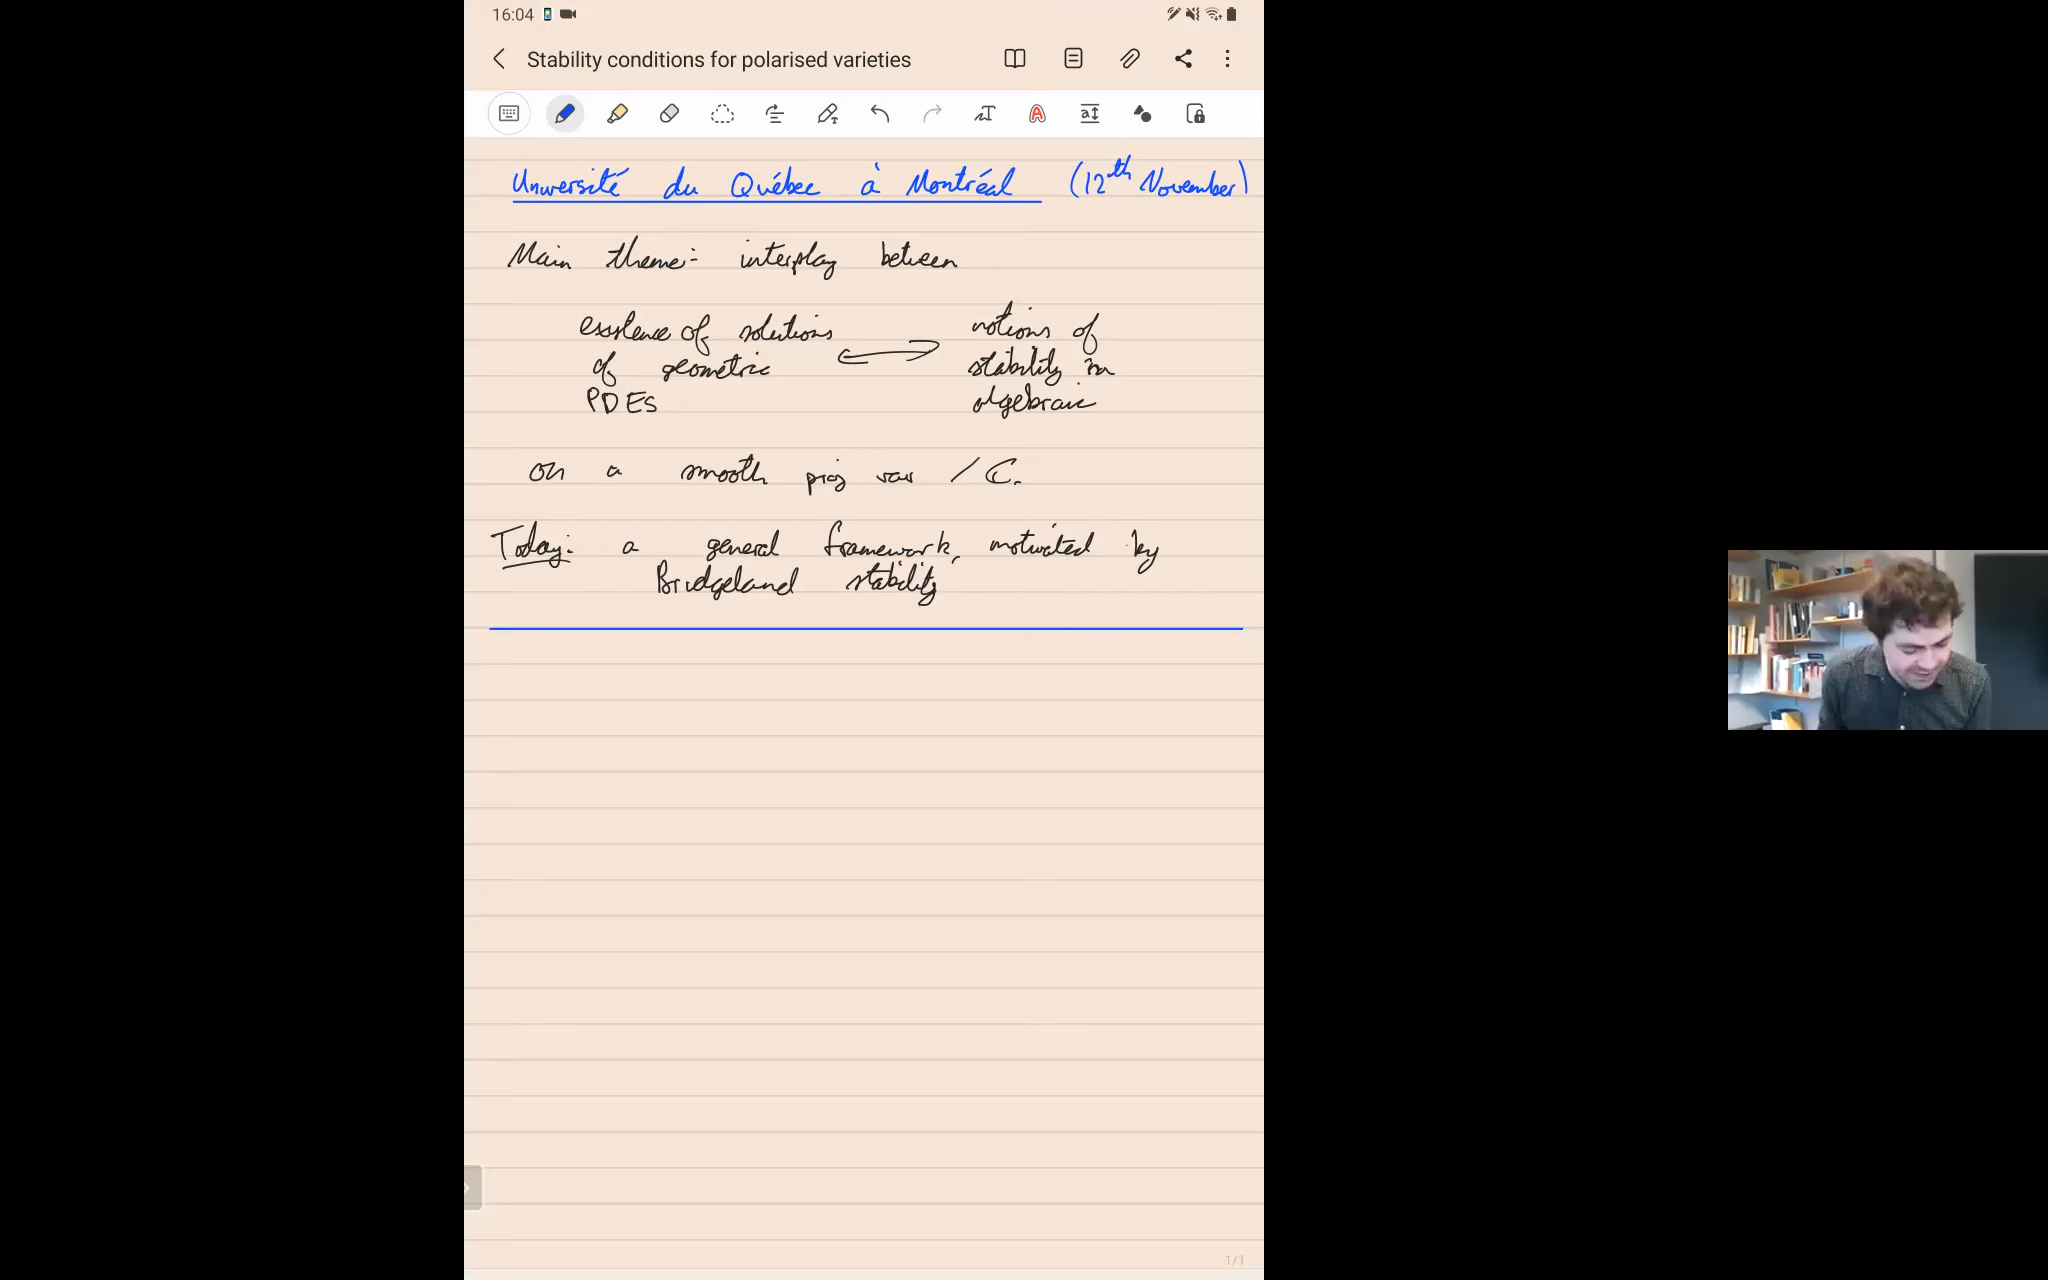 16:04
Stability conditions for polarised varieties
Université du Québec à Montréal (12th November)
Main theme:- interplay between
existence of solutions
of geometric
PDEs
notions of
stability in
algebraic
on a smooth proj var / C.
Today: a general framework, motivated by
Bridgeland stability
1/1